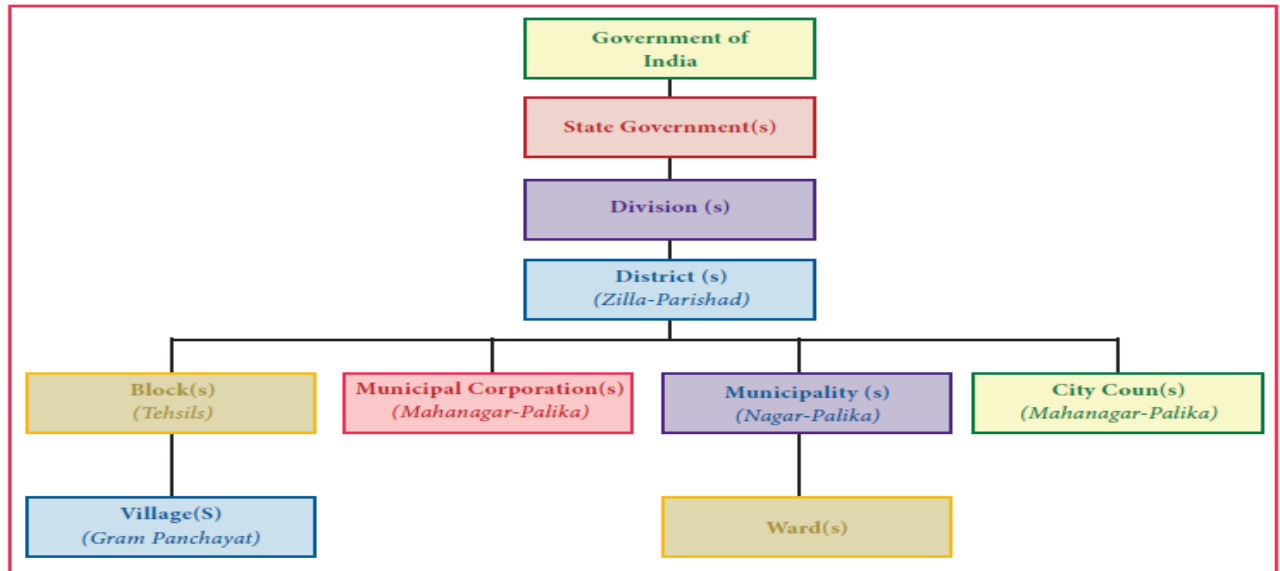 Government of
India
State Government(s)
Division (s)
District (s)
(Zilla-Parishad)
Block(s)
(Tehsils)
Municipal Corporation(s)
(Mahanagar-Palika)
Municipality (s)
(Nagar-Palika)
City Coun(s)
(Mahanagar-Palika)
Village(S)
(Gram Panchayat)
Ward(s)